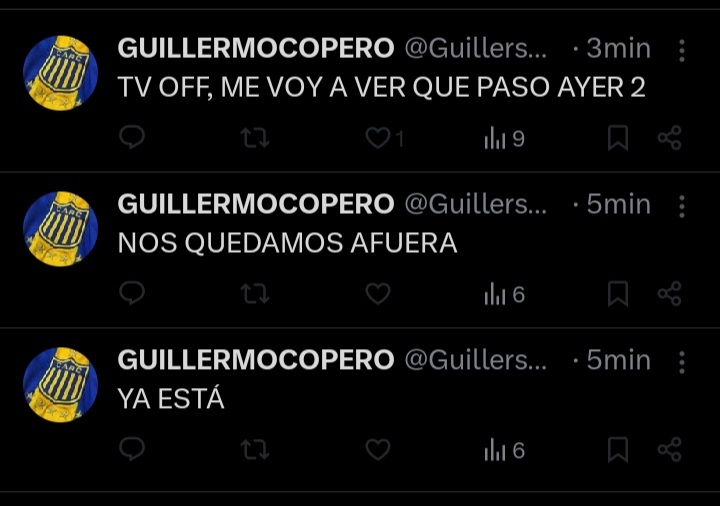 GUILLERMOCOPERO @Guillers... · 3min
TV OFF, ME VOY A VER QUE PASO AYER 2
1 9
GUILLERMOCOPERO @Guillers... · 5min
NOS QUEDAMOS AFUERA
6
GUILLERMOCOPERO @Guillers... · 5min
YA ESTÁ
6